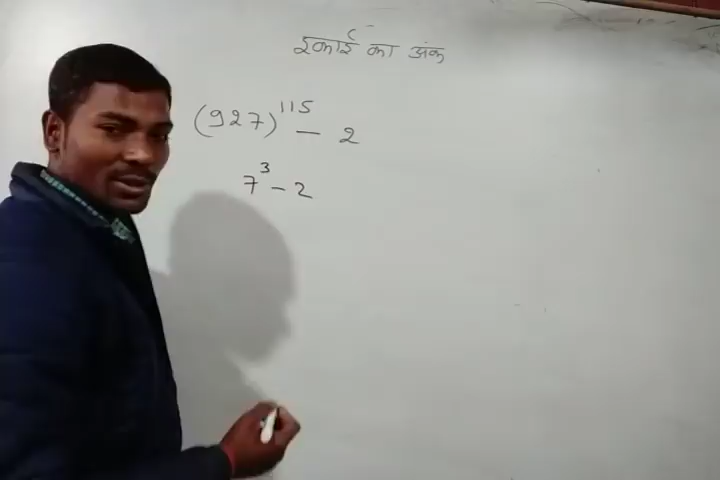 इकाई का अंक
(927)^115 - 2
7^3 - 2